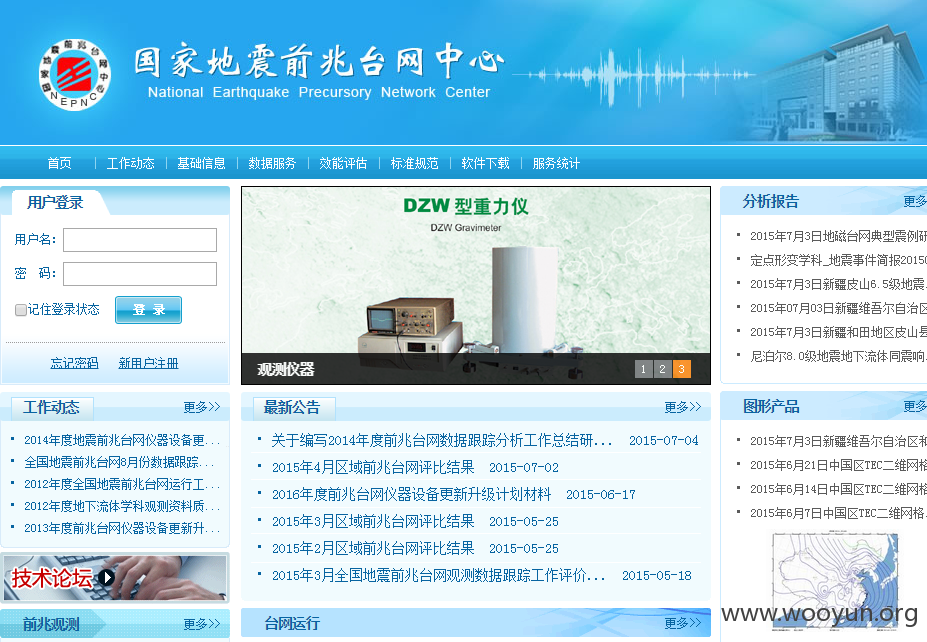 国家地震前兆台网中心
国家地震前兆台网中心
NEPNC
National Earthquake Precursory Network Center
首页 工作动态 基础信息 数据服务 效能评估 标准规范 软件下载 服务统计
用户登录
用户名：
密 码：
记住登录状态 登 录
忘记密码 新用户注册
DZW 型重力仪
DZW Gravimeter
观测仪器 1 2 3
分析报告 更多
2015年7月3日地磁台网典型震例研
定点形变学科_地震事件简报20150
2015年7月3日新疆皮山6.5级地震.
2015年07月03日新疆维吾尔自治区
2015年7月3日新疆和田地区皮山县
尼泊尔8.0级地震地下流体同震响.
工作动态 更多>>
2014年度地震前兆台网仪器设备更...
全国地震前兆台网8月份数据跟踪...
2012年度全国地震前兆台网运行工...
2012年度地下流体学科观测资料质...
2013年度前兆台网仪器设备更新升...
技术论坛
前兆观测 更多>>
最新公告 更多>>
关于编写2014年度前兆台网数据跟踪分析工作总结研... 2015-07-04
2015年4月区域前兆台网评比结果 2015-07-02
2016年度前兆台网仪器设备更新升级计划材料 2015-06-17
2015年3月区域前兆台网评比结果 2015-05-25
2015年2月区域前兆台网评比结果 2015-05-25
2015年3月全国地震前兆台网观测数据跟踪工作评价... 2015-05-18
台网运行 更多>>
图形产品 更多
2015年7月3日新疆维吾尔自治区和
2015年6月21日中国区TEC二维网格
2015年6月14日中国区TEC二维网格
2015年6月7日中国区TEC二维网格.
www.wooyun.org